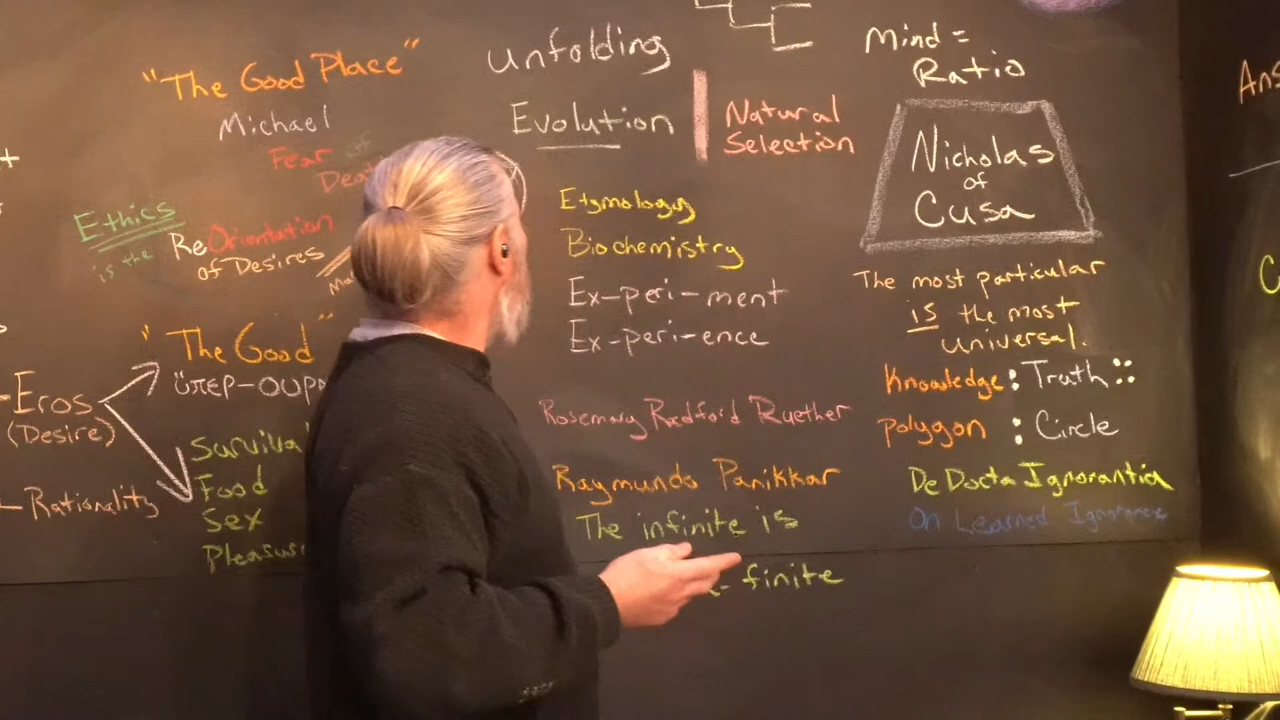 "The Good Place"
Michael
Fear of
Ethics
is the
ReOrientation
of Desires
"The Good"
Eros
(Desire)
Rationality
Food
Sex
unfolding
Evolution
Natural
Selection
Etymology
Biochemistry
Ex-peri-ment
Ex-peri-ence
Rosemary Radford Ruether
Raymundo Panikkar
The infinite is
finite
Mind =
Ratio
Nicholas
of
Cusa
The most particular
is the most
universal.
Knowledge : Truth ::
Polygon : Circle
De Docta Ignorantia
On Learned Ignorance